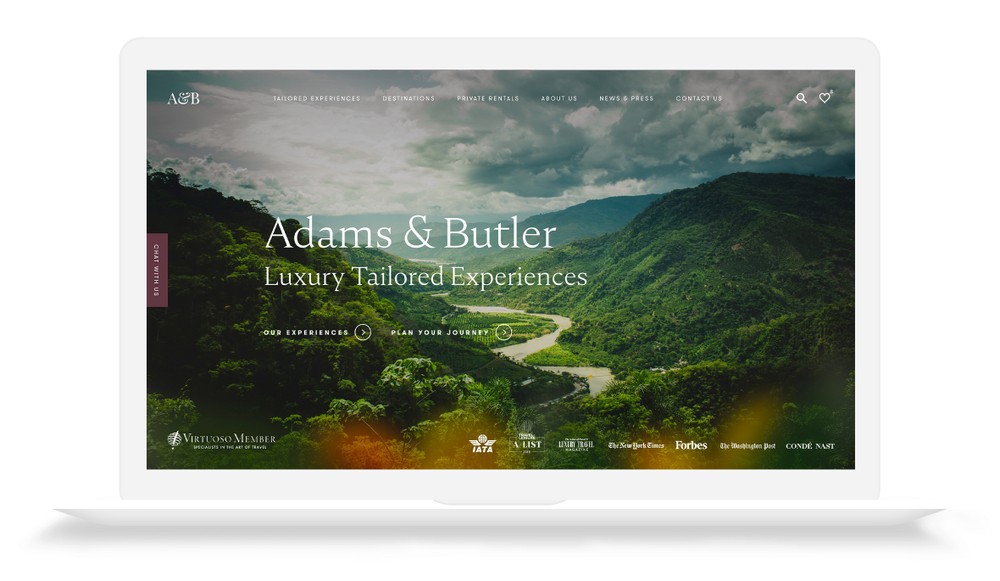 A&B
TAILORED EXPERIENCES
DESTINATIONS
PRIVATE RENTALS
ABOUT US
NEWS & PRESS
CONTACT US
CHAT WITH US
Adams & Butler
Luxury Tailored Experiences
OUR EXPERIENCES
PLAN YOUR JOURNEY
VIRTUOSO MEMBER
SPECIALISTS IN THE ART OF TRAVEL
IATA
A-LIST
LUXURY TRAVEL
MAGAZINE
The New York Times
Forbes
The Washington Post
CONDÉ NAST